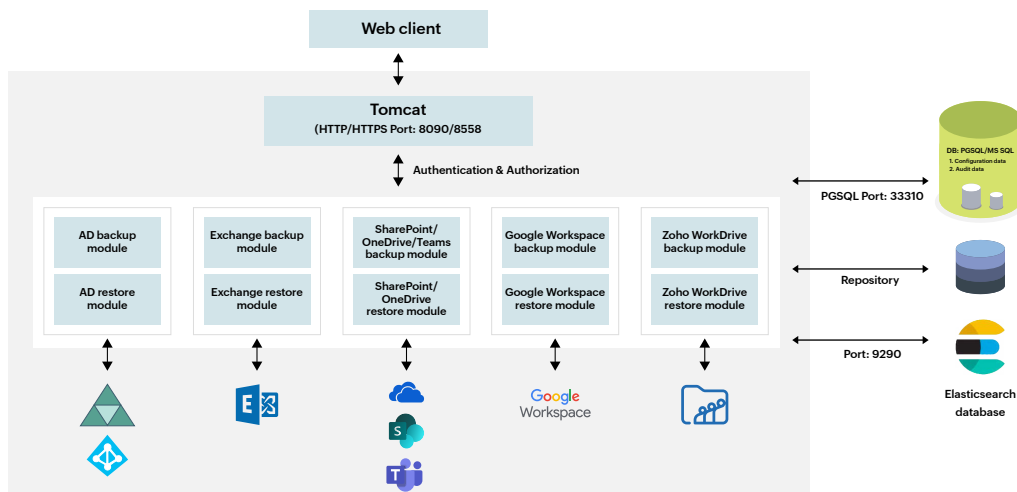 Web client
Tomcat
(HTTP/HTTPS Port: 8090/8558
Authentication & Authorization
AD backup
module
AD restore
module
Exchange backup
module
Exchange restore
module
SharePoint/
OneDrive/Teams
backup module
SharePoint/
OneDrive
restore module
Google Workspace
backup module
Google Workspace
restore module
Zoho WorkDrive
backup module
Zoho WorkDrive
restore module
E
S
T
Google
Workspace
DB: PGSQL/MS SQL
1. Configuration data
2. Audit data
PGSQL Port: 33310
Repository
Port: 9290
Elasticsearch
database